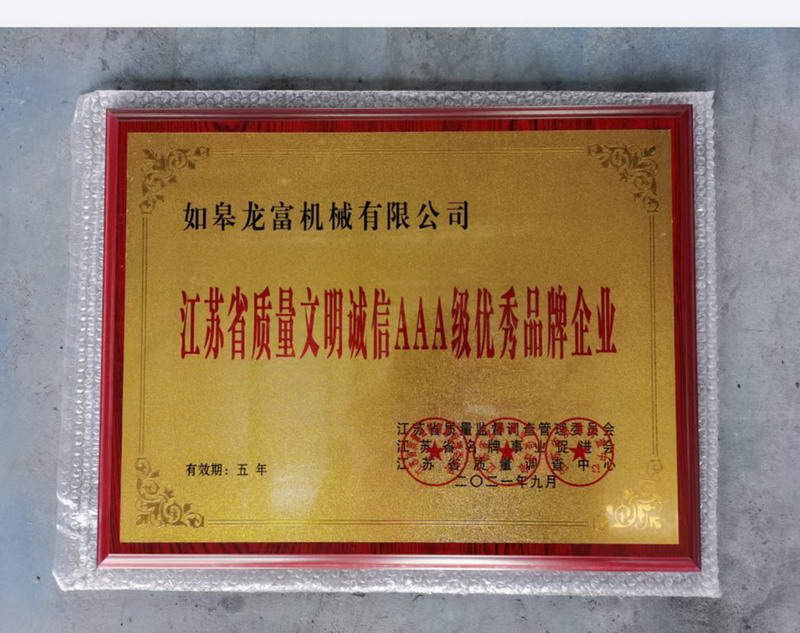 如皋龙富机械有限公司
江苏省质量文明诚信AAA级优秀品牌企业
江苏省质量监督调查管理委员会
江苏省名牌事业促进会
江苏省质量调查中心
有效期：五年
二〇二一年九月